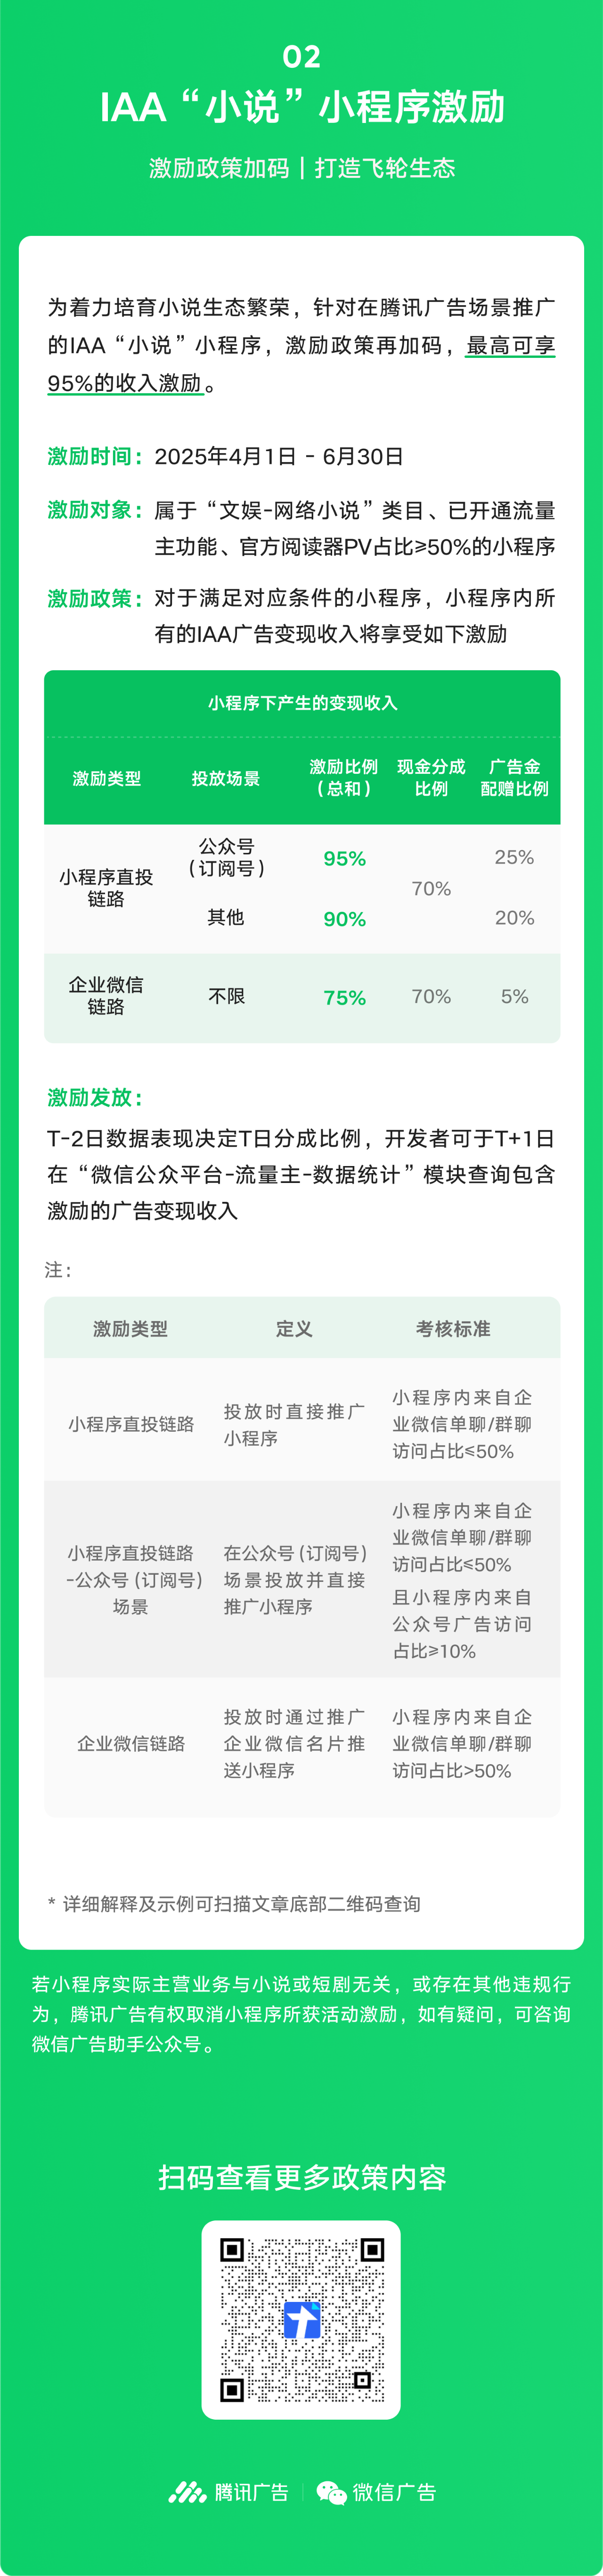 02
IAA“小说”小程序激励
激励政策加码｜打造飞轮生态
为着力培育小说生态繁荣，针对在腾讯广告场景推广
的IAA“小说”小程序，激励政策再加码，最高可享
95%的收入激励。
激励时间：2025年4月1日 - 6月30日
激励对象：属于“文娱-网络小说”类目、已开通流量
主功能、官方阅读器PV占比≥50%的小程序
激励政策：对于满足对应条件的小程序，小程序内所
有的IAA广告变现收入将享受如下激励
小程序下产生的变现收入
激励类型 投放场景 激励比例（总和） 现金分成比例 广告金配赠比例
小程序直投链路
公众号（订阅号） 95% 70% 25%
其他 90% 20%
企业微信链路 不限 75% 70% 5%
激励发放：
T-2日数据表现决定T日分成比例，开发者可于T+1日
在“微信公众平台-流量主-数据统计”模块查询包含
激励的广告变现收入
注：
激励类型 定义 考核标准
小程序直投链路
投放时直接推广
小程序
小程序内来自企
业微信单聊/群聊
访问占比≤50%
小程序直投链路
-公众号（订阅号）
场景
在公众号（订阅号）
场景投放并直接
推广小程序
小程序内来自企
业微信单聊/群聊
访问占比≤50%
且小程序内来自
公众号广告访问
占比≥10%
企业微信链路
投放时通过推广
企业微信名片推
送小程序
小程序内来自企
业微信单聊/群聊
访问占比>50%
* 详细解释及示例可扫描文章底部二维码查询
若小程序实际主营业务与小说或短剧无关，或存在其他违规行
为，腾讯广告有权取消小程序所获活动激励，如有疑问，可咨询
微信广告助手公众号。
扫码查看更多政策内容
腾讯广告 | 微信广告